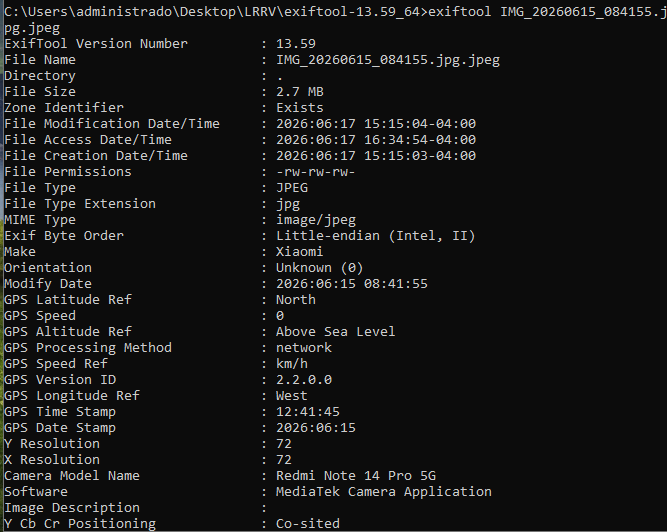 C:\Users\administrado\Desktop\LRRV\exiftool-13.59_64>exiftool IMG_20260615_084155.j
pg.jpeg
ExifTool Version Number : 13.59
File Name : IMG_20260615_084155.jpg.jpeg
Directory : .
File Size : 2.7 MB
Zone Identifier : Exists
File Modification Date/Time : 2026:06:17 15:15:04-04:00
File Access Date/Time : 2026:06:17 16:34:54-04:00
File Creation Date/Time : 2026:06:17 15:15:03-04:00
File Permissions : -rw-rw-rw-
File Type : JPEG
File Type Extension : jpg
MIME Type : image/jpeg
Exif Byte Order : Little-endian (Intel, II)
Make : Xiaomi
Orientation : Unknown (0)
Modify Date : 2026:06:15 08:41:55
GPS Latitude Ref : North
GPS Speed : 0
GPS Altitude Ref : Above Sea Level
GPS Processing Method : network
GPS Speed Ref : km/h
GPS Version ID : 2.2.0.0
GPS Longitude Ref : West
GPS Time Stamp : 12:41:45
GPS Date Stamp : 2026:06:15
Y Resolution : 72
X Resolution : 72
Camera Model Name : Redmi Note 14 Pro 5G
Software : MediaTek Camera Application
Image Description :
Y Cb Cr Positioning : Co-sited